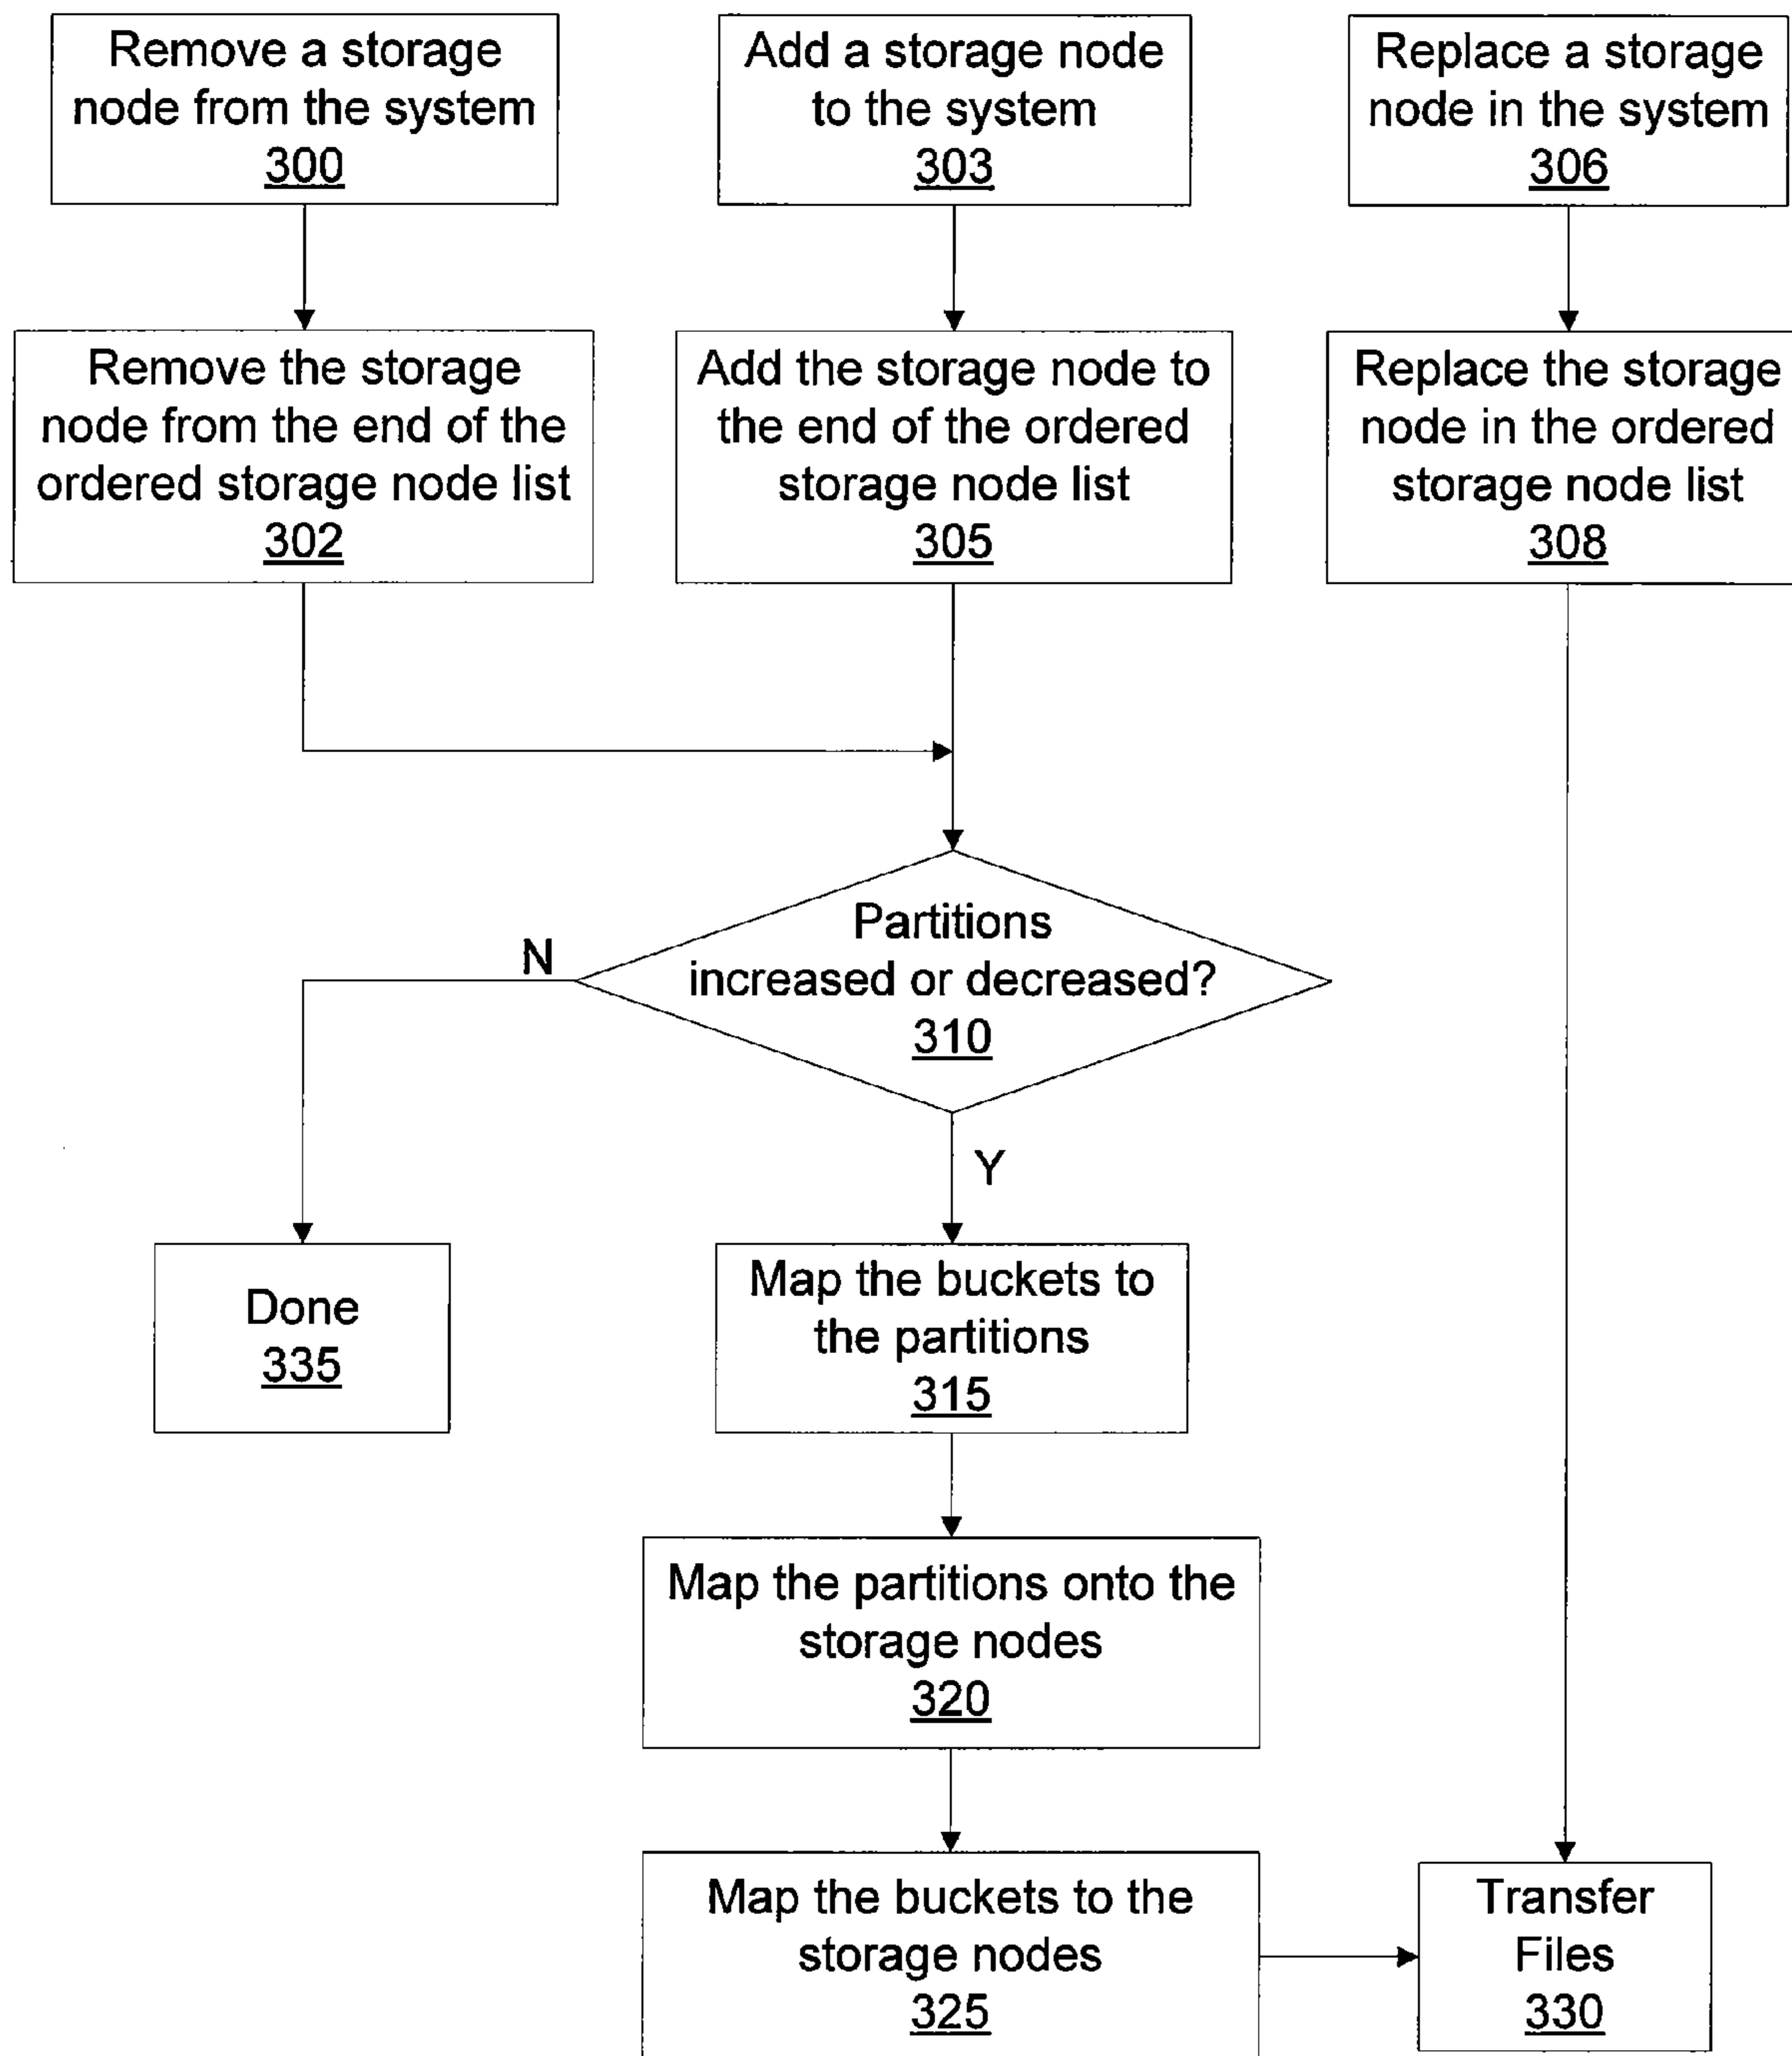 Remove a storage
node from the system
300
Add a storage node
to the system
303
Replace a storage
node in the system
306
Remove the storage
node from the end of the
ordered storage node list
302
Add the storage node to
the end of the ordered
storage node list
305
Replace the storage
node in the ordered
storage node list
308
Partitions
increased or decreased?
310
N
Y
Done
335
Map the buckets to
the partitions
315
Map the partitions onto the
storage nodes
320
Map the buckets to the
storage nodes
325
Transfer
Files
330